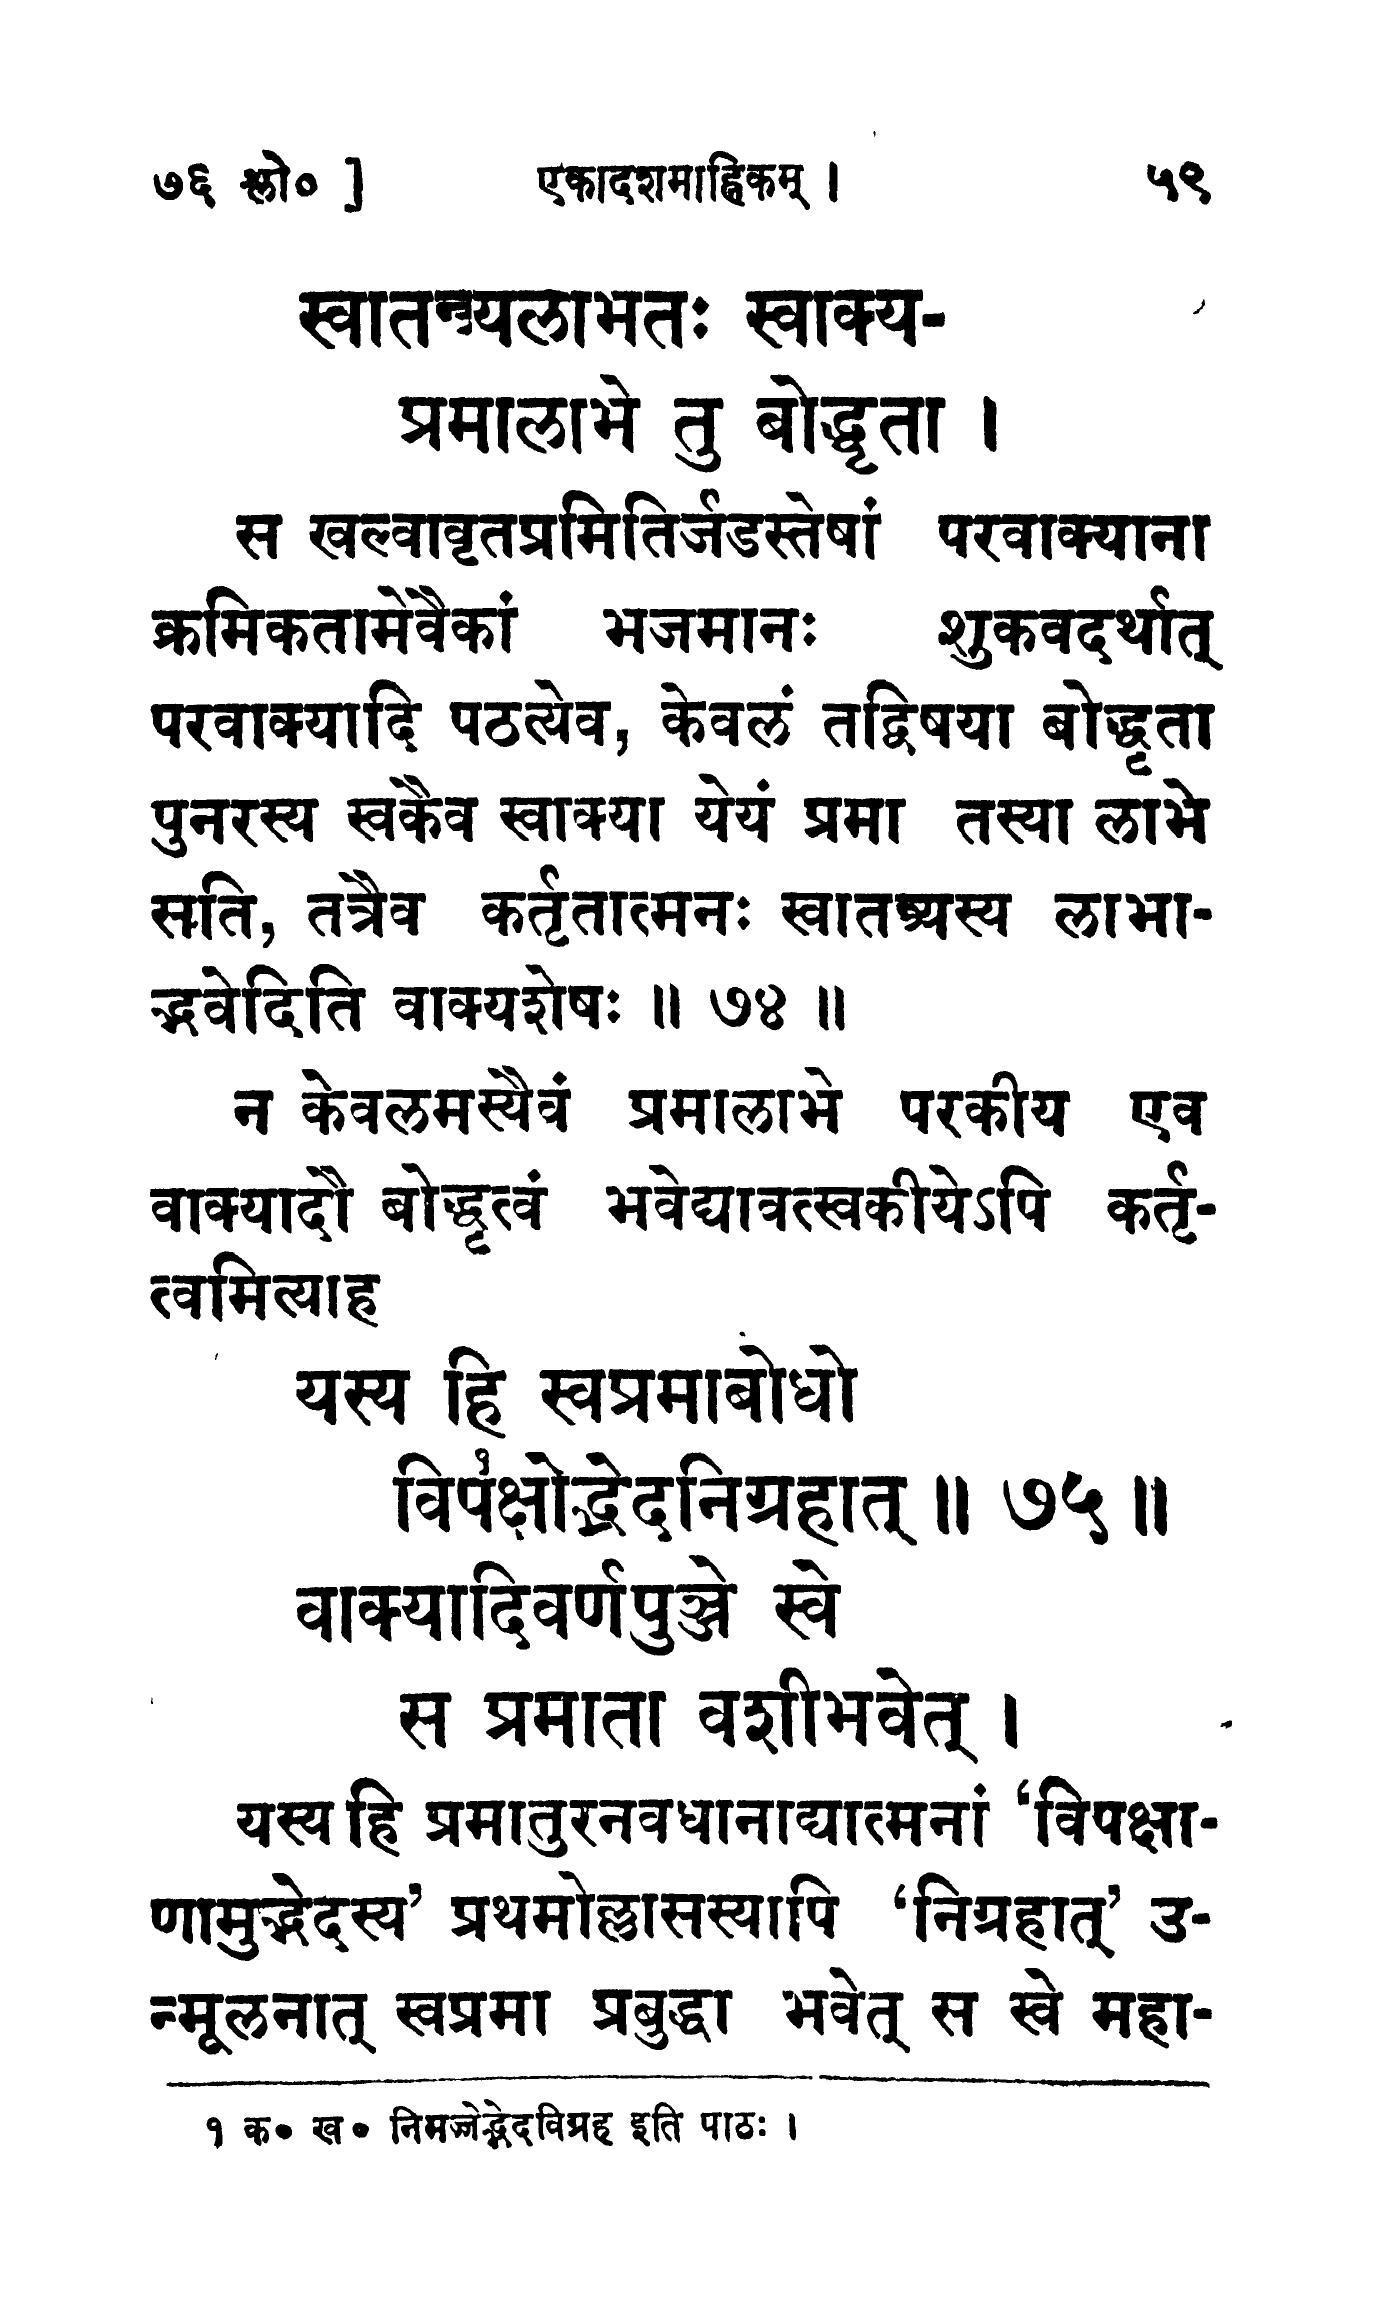 ७६ श्लो० ] एकादशमाह्निकम् । ५९
स्वातन्त्र्यलाभतः स्वाक्य-
प्रमालाभे तु बोद्धृता ।
स खल्वावृतप्रमितिर्जडस्तेषां परवाक्याना
क्रमिकतामेवैकां भजमानः शुकवदर्थात्
परवाक्यादि पठत्येव, केवलं तद्विषया बोद्धृता
पुनरस्य स्वकैव स्वाक्या येयं प्रमा तस्या लाभे
सति, तत्रैव कर्तृतात्मनः स्वातन्त्र्यस्य लाभा-
द्भवेदिति वाक्यशेषः ॥ ७४ ॥
न केवलमस्यैवं प्रमालाभे परकीय एव
वाक्यादौ बोद्धृत्वं भवेद्यावत्स्वकीयेऽपि कर्तृ-
त्वमित्याह
यस्य हि स्वप्रमाबोधो
विप१क्षोद्भेदनिग्रहात् ॥ ७५ ॥
वाक्यादिवर्णपुञ्जे स्वे
स प्रमाता वशीभवेत् ।
यस्य हि प्रमातुरनवधानाद्यात्मनां ‘विपक्षा-
णामुद्भेदस्य’ प्रथमोल्लासस्यापि ‘निग्रहात्’ उ-
न्मूलनात् स्वप्रमा प्रबुद्धा भवेत् स स्वे महा-
१ क० ख० निमज्जेद्भेदविग्रह इति पाठः ।